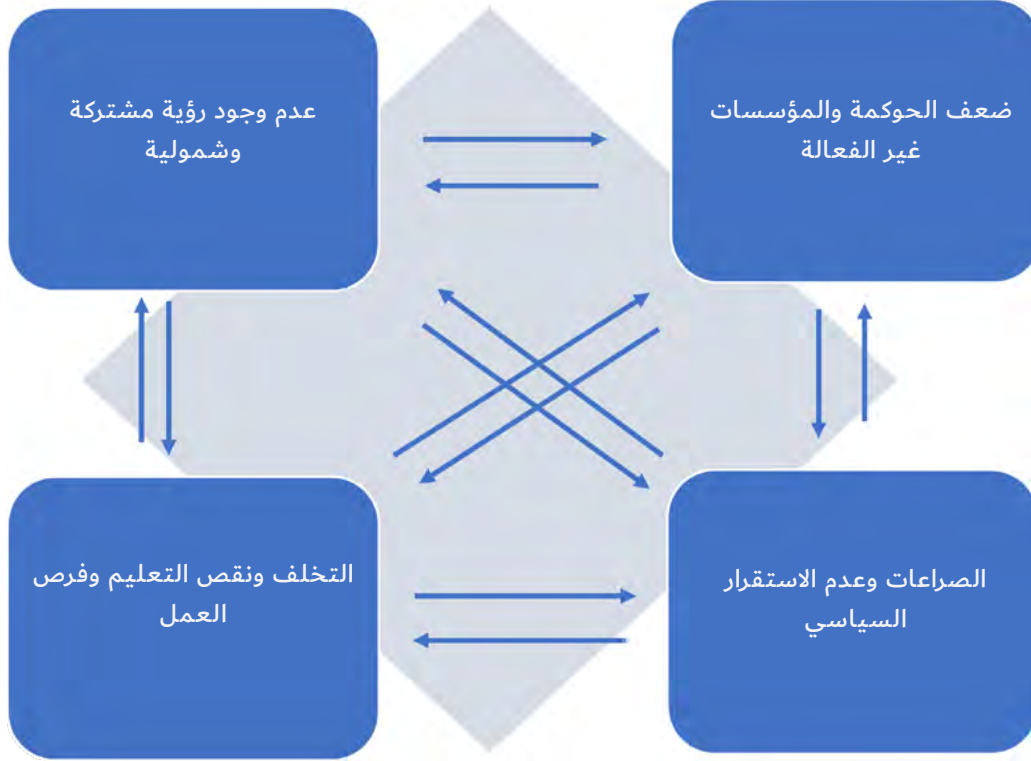 ضعف الحوكمة والمؤسسات
غير الفعالة
عدم وجود رؤية مشتركة
وشمولية
الصراعات وعدم الاستقرار
السياسي
التخلف ونقص التعليم وفرص
العمل